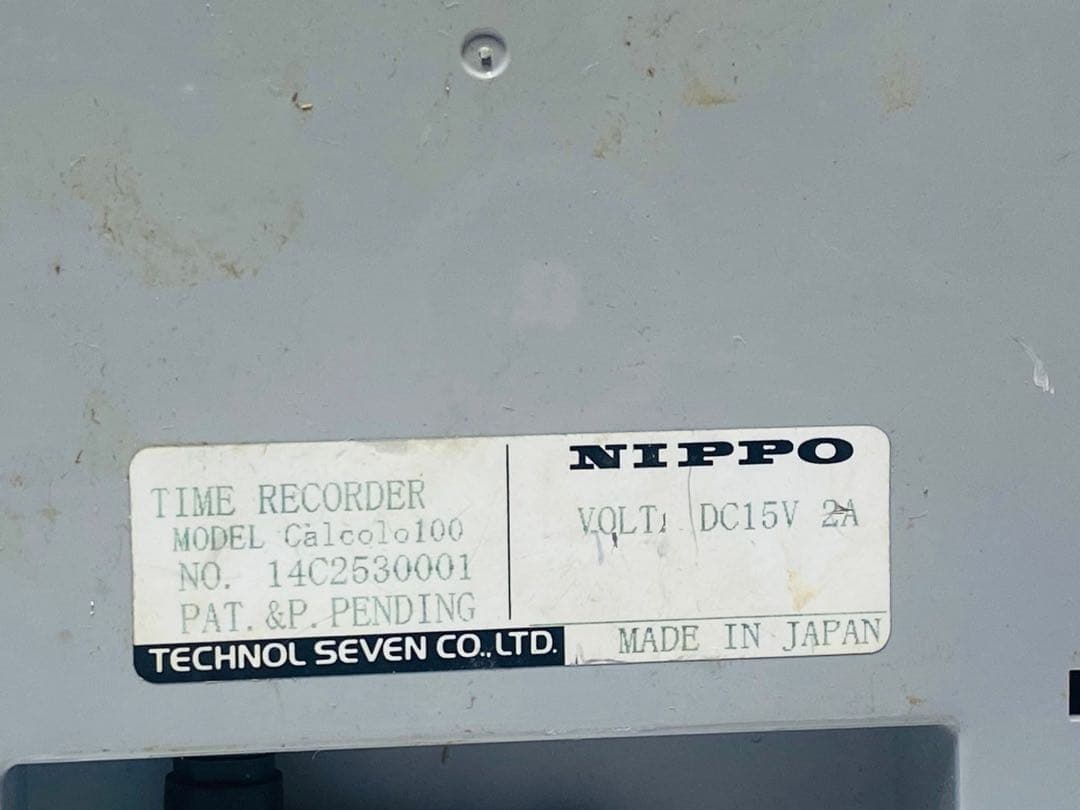 TIME RECORDER
MODEL Calcolo100
NO. 14C2530001
PAT. &P. PENDING
TECHNOL SEVEN CO.,LTD.
NIPPO
VOLT. DC15V 2A
MADE IN JAPAN